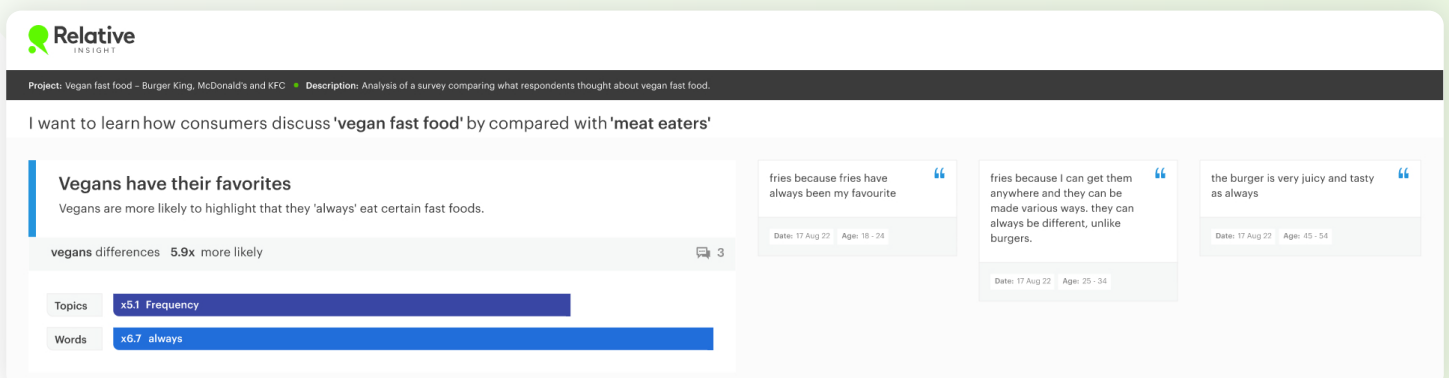 Relative
INSIGHT
Project: Vegan fast food – Burger King, McDonald's and KFC • Description: Analysis of a survey comparing what respondents thought about vegan fast food.
I want to learn how consumers discuss 'vegan fast food' by compared with 'meat eaters'
Vegans have their favorites
Vegans are more likely to highlight that they 'always' eat certain fast foods.
vegans differences 5.9x more likely
3
Topics
x5.1 Frequency
Words
x6.7 always
fries because fries have
always been my favourite
“
Date: 17 Aug 22 Age: 18 - 24
fries because I can get them
anywhere and they can be
made various ways. they can
always be different, unlike
burgers.
“
Date: 17 Aug 22 Age: 25 - 34
the burger is very juicy and tasty
as always
“
Date: 17 Aug 22 Age: 45 - 54